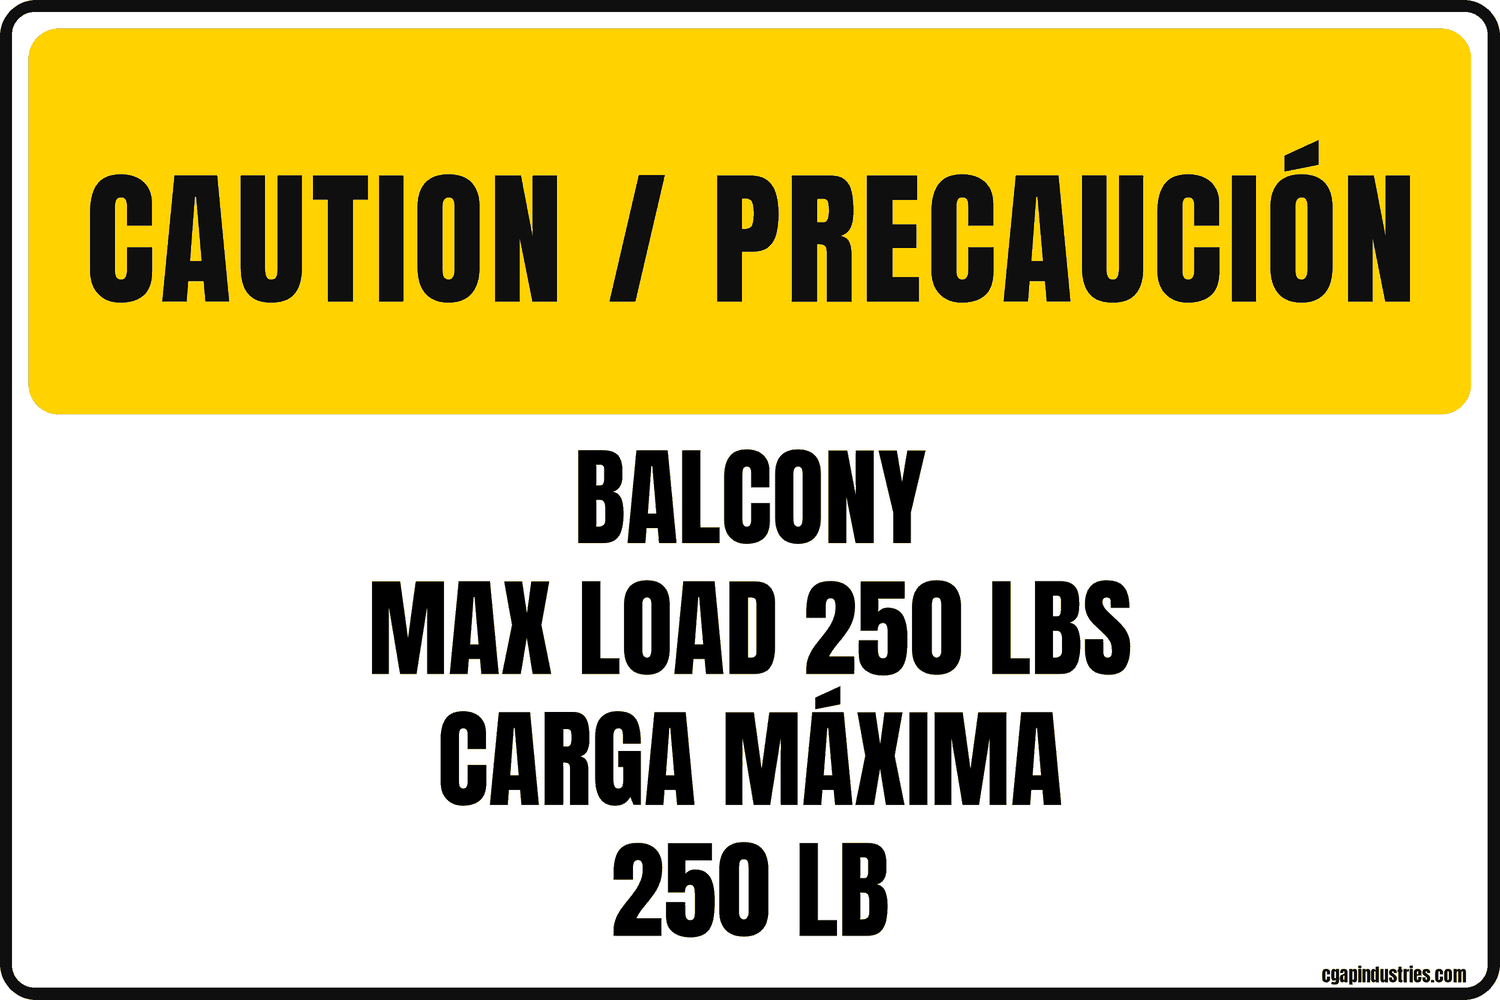 CAUTION / PRECAUCIÓN
BALCONY
MAX LOAD 250 LBS
CARGA MÁXIMA
250 LB
cgapindustries.com